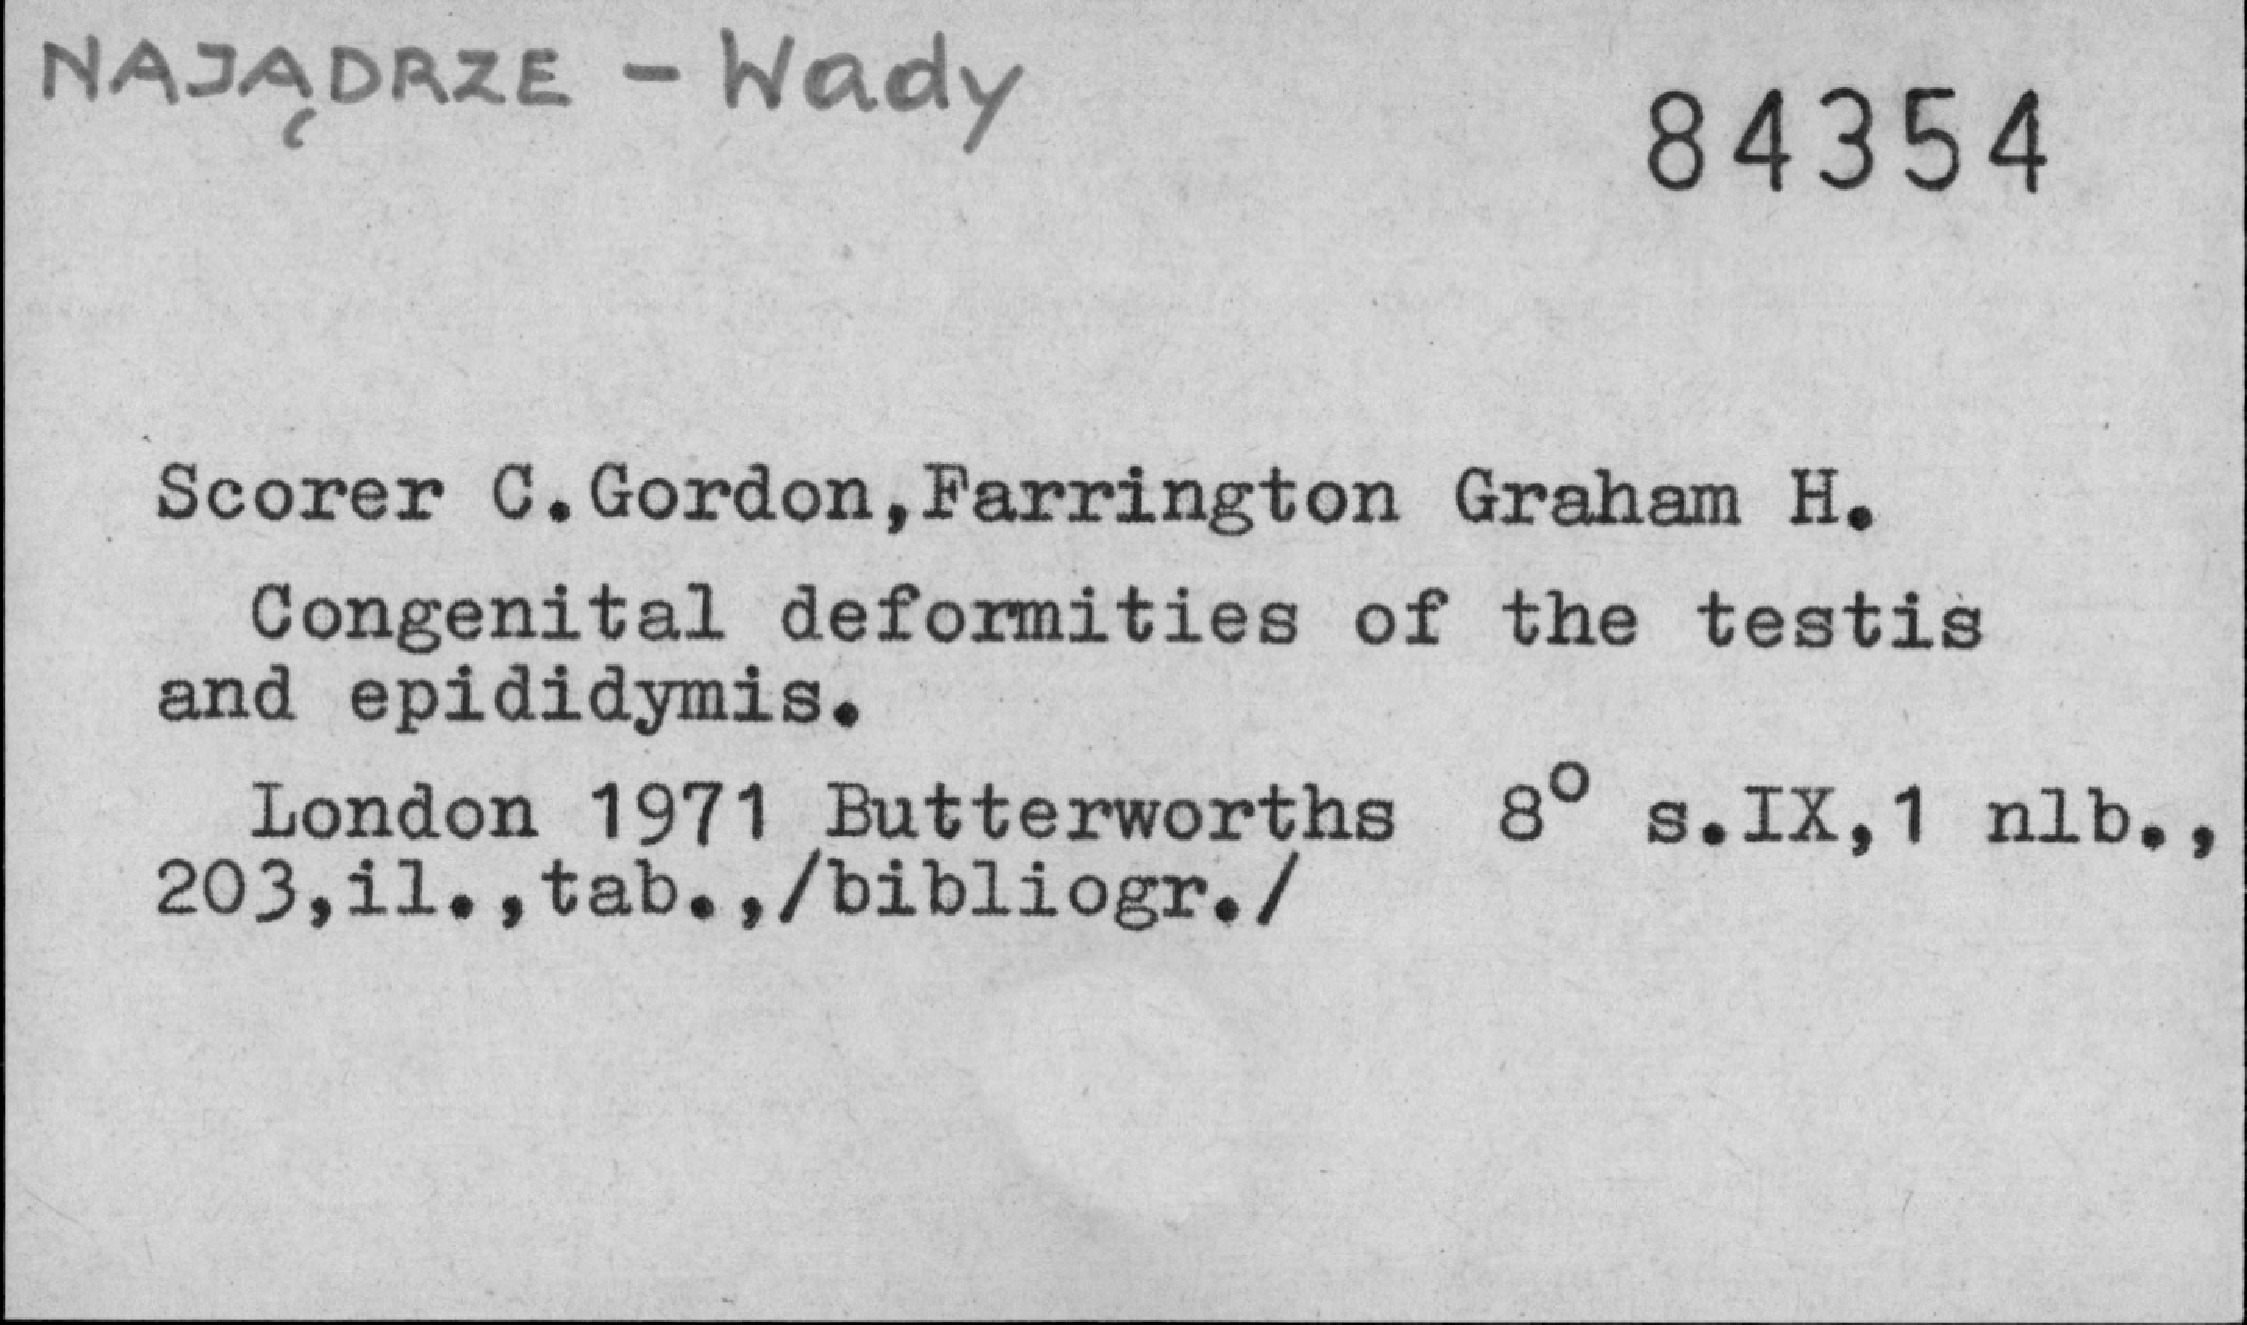 NAJĄDRZE - Wady
84354
Scorer C.Gordon,Farrington Graham H.
Congenital deformities of the testis
and epididymis.
London 1971 Butterworths 8° s.IX,1 nlb.,
203,il.,tab.,/bibliogr./